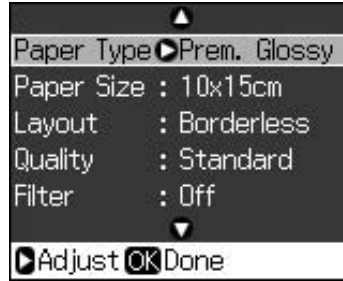 Paper Type Prem. Glossy
Paper Size : 10x15cm
Layout : Borderless
Quality : Standard
Filter : Off
Adjust OK Done